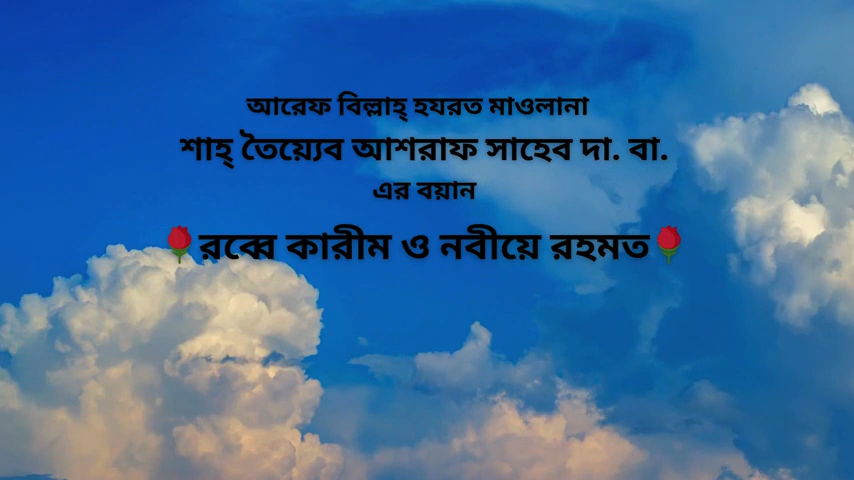 আরেফ বিল্লাহ্ হযরত মাওলানা
শাহ্ তৈয়্যেব আশরাফ সাহেব দা. বা.
এর বয়ান
🌹রব্বে কারীম ও নবীয়ে রহমত🌹